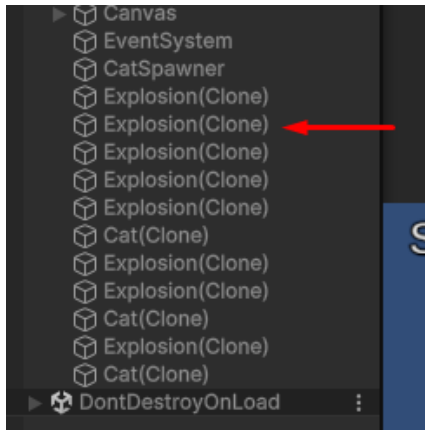 Canvas
EventSystem
CatSpawner
Explosion(Clone)
Explosion(Clone)
Explosion(Clone)
Explosion(Clone)
Explosion(Clone)
Cat(Clone)
Explosion(Clone)
Explosion(Clone)
Cat(Clone)
Explosion(Clone)
Cat(Clone)
DontDestroyOnLoad
S